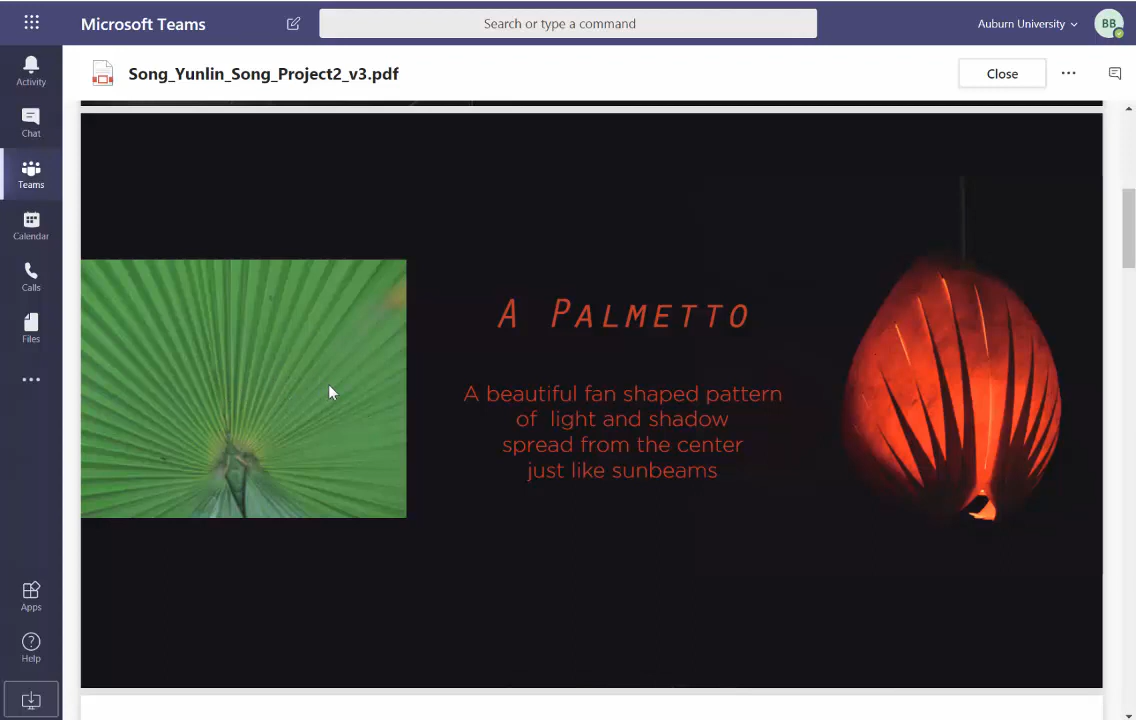 Microsoft Teams
Search or type a command
Auburn University
BB
Activity
Chat
Teams
Calendar
Calls
Files
Apps
Help
Song_Yunlin_Song_Project2_v3.pdf
Close
A PALMETTO
A beautiful fan shaped pattern
of light and shadow
spread from the center
just like sunbeams